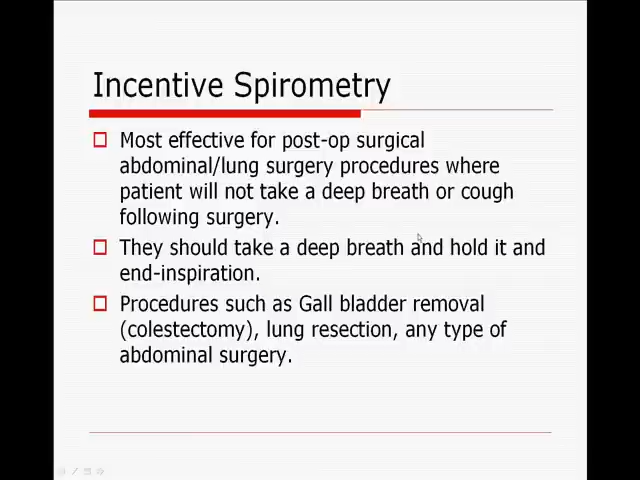 Incentive Spirometry
Most effective for post-op surgical
abdominal/lung surgery procedures where
patient will not take a deep breath or cough
following surgery.
They should take a deep breath and hold it and
end-inspiration.
Procedures such as Gall bladder removal
(colestectomy), lung resection, any type of
abdominal surgery.